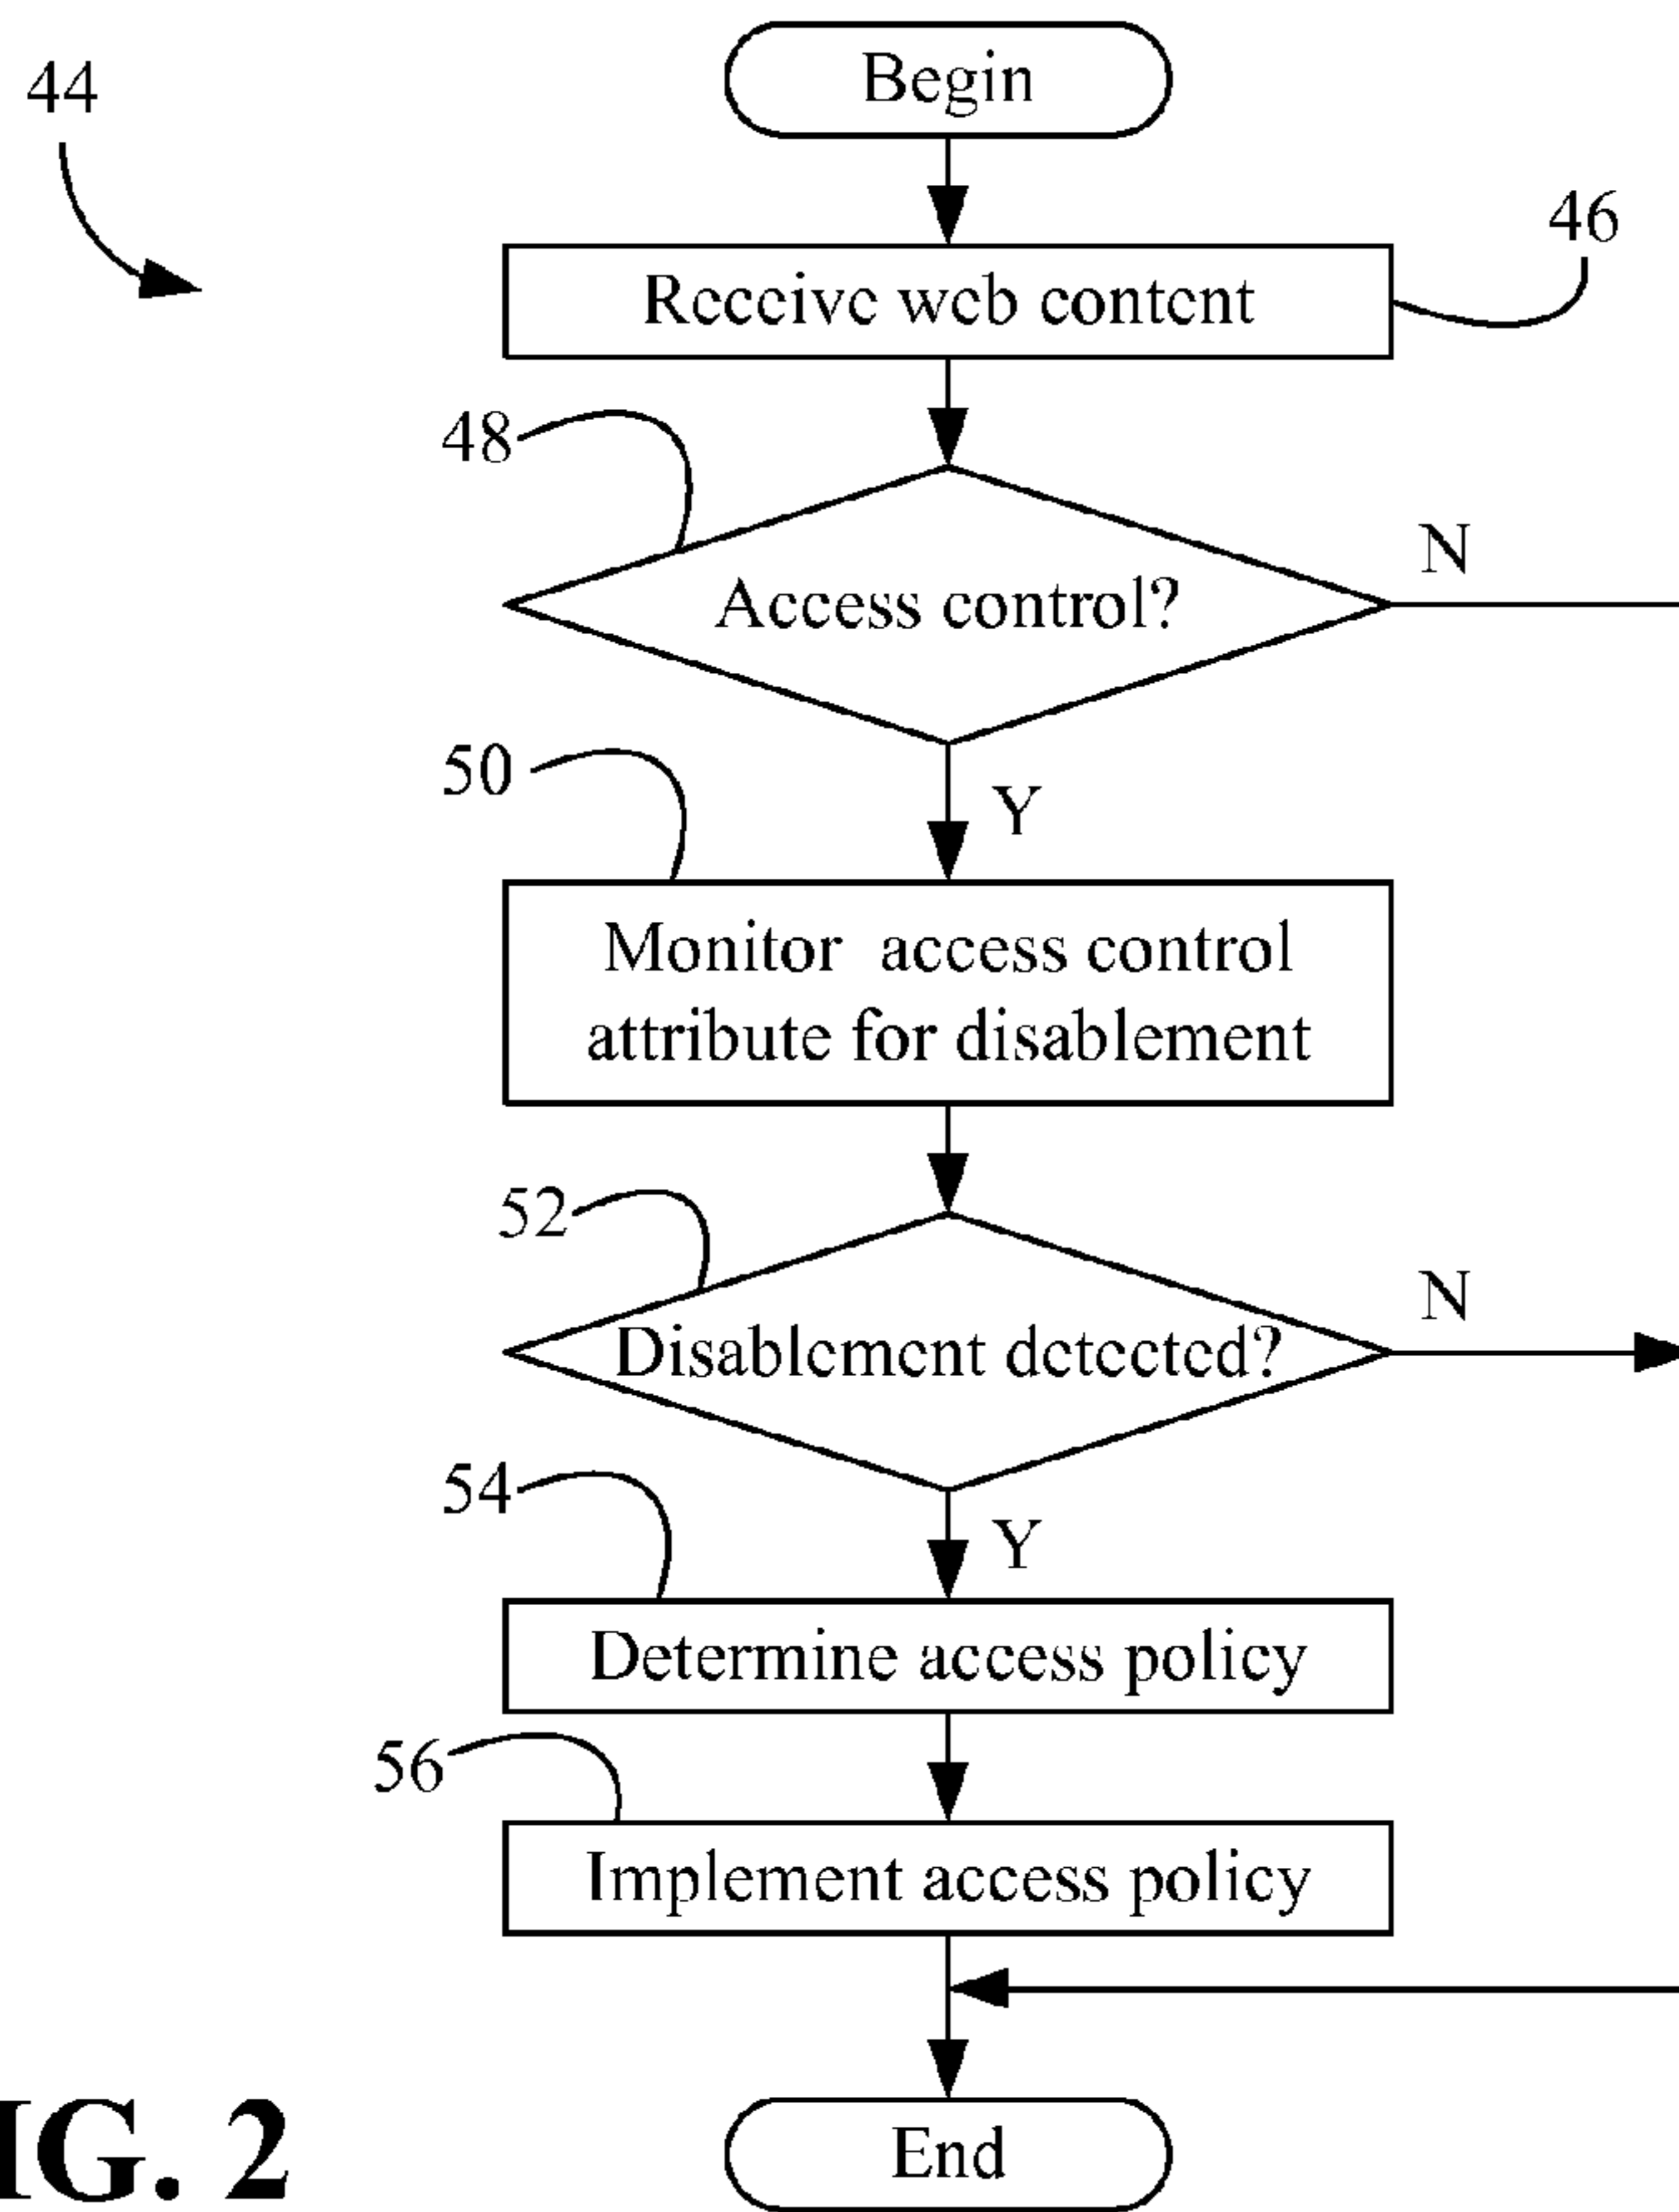 Begin
44
46
Receive web content
48
Access control?
N
50
Y
Monitor access control
attribute for disablement
52
Disablement detected?
N
54
Y
Determine access policy
56
Implement access policy
End
IG. 2